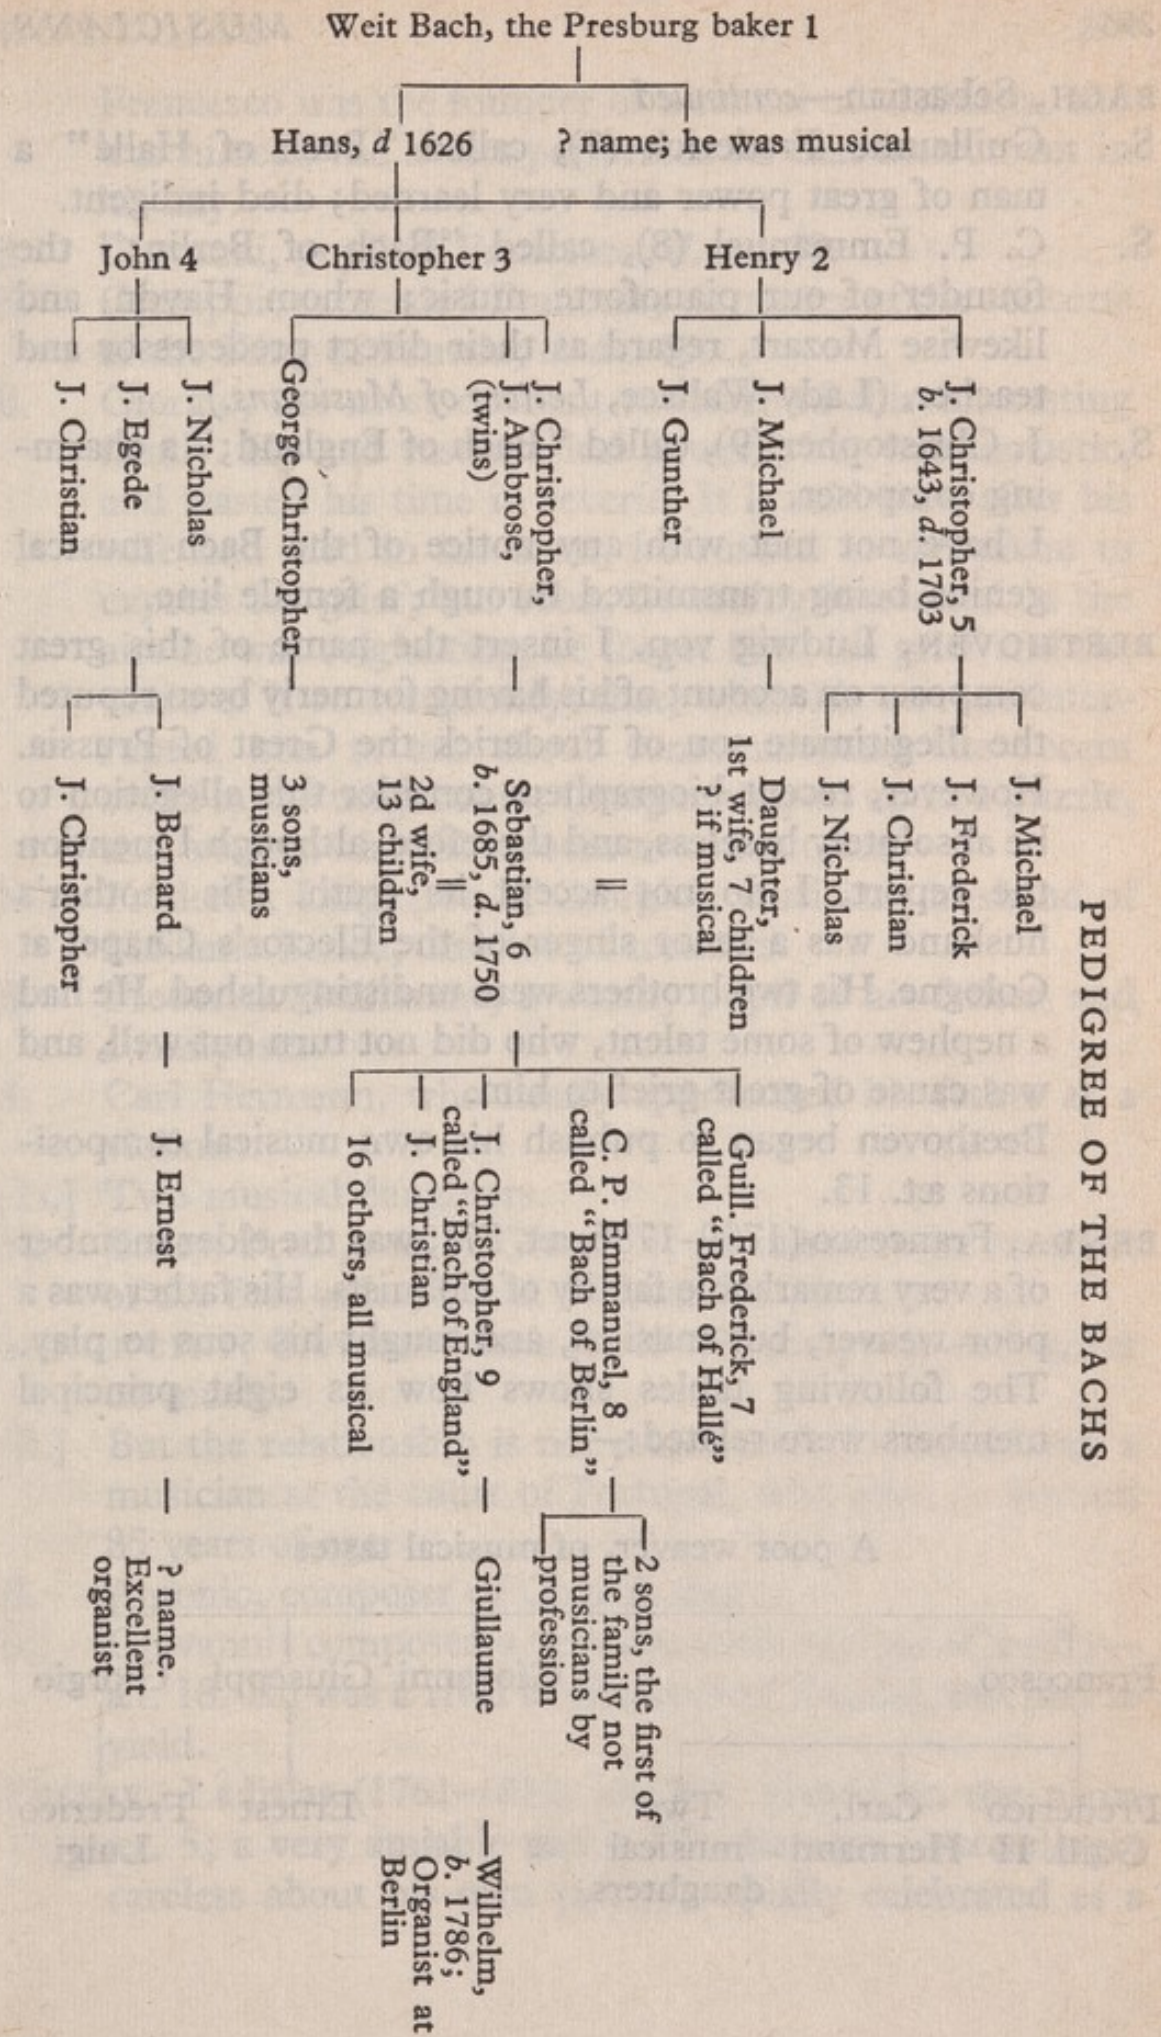 PEDIGREE OF THE BACHS
Weit Bach, the Presburg baker 1
Hans, d 1626
? name; he was musical
John 4
Christopher 3
Henry 2
J. Christopher, 5
b. 1643, d. 1703
J. Michael
J. Gunther
J. Christopher,
J. Ambrose,
(twins)
George Christopher
J. Nicholas
J. Egede
J. Christian
J. Michael
J. Frederick
J. Christian
J. Nicholas
Daughter,
1st wife, 7 children
? if musical
=
Sebastian, 6
b. 1685, d. 1750
=
2d wife,
13 children
3 sons,
musicians
J. Bernard
J. Christopher
Guill. Frederick, 7
called “Bach of Hallé”
C. P. Emmanuel, 8
called “Bach of Berlin”
J. Christopher, 9
called “Bach of England”
J. Christian
16 others, all musical
J. Ernest
2 sons, the first of
the family not
musicians by
profession
Giullaume
? name.
Excellent
organist
Wilhelm,
b. 1786;
Organist at
Berlin